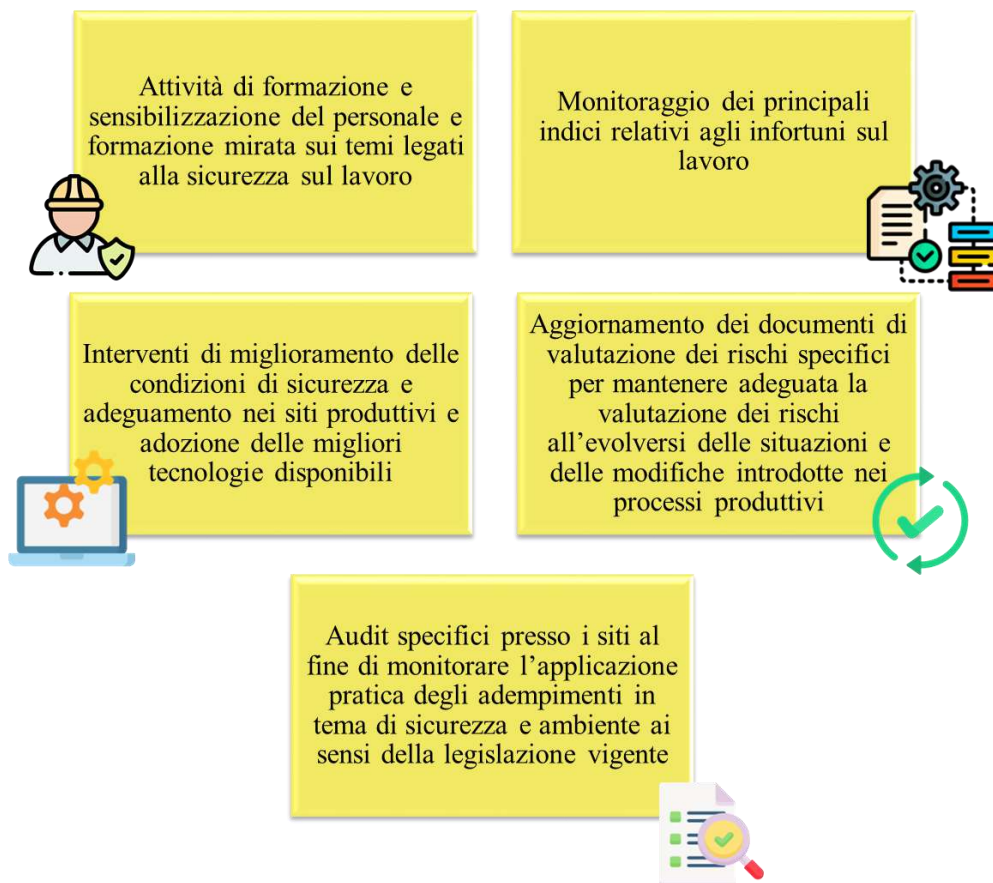 Attività di formazione e
sensibilizzazione del personale e
formazione mirata sui temi legati
alla sicurezza sul lavoro
Monitoraggio dei principali
indici relativi agli infortuni sul
lavoro
Interventi di miglioramento delle
condizioni di sicurezza e
adeguamento nei siti produttivi e
adozione delle migliori
tecnologie disponibili
Aggiornamento dei documenti di
valutazione dei rischi specifici
per mantenere adeguata la
valutazione dei rischi
all’evolversi delle situazioni e
delle modifiche introdotte nei
processi produttivi
Audit specifici presso i siti al
fine di monitorare l’applicazione
pratica degli adempimenti in
tema di sicurezza e ambiente ai
sensi della legislazione vigente